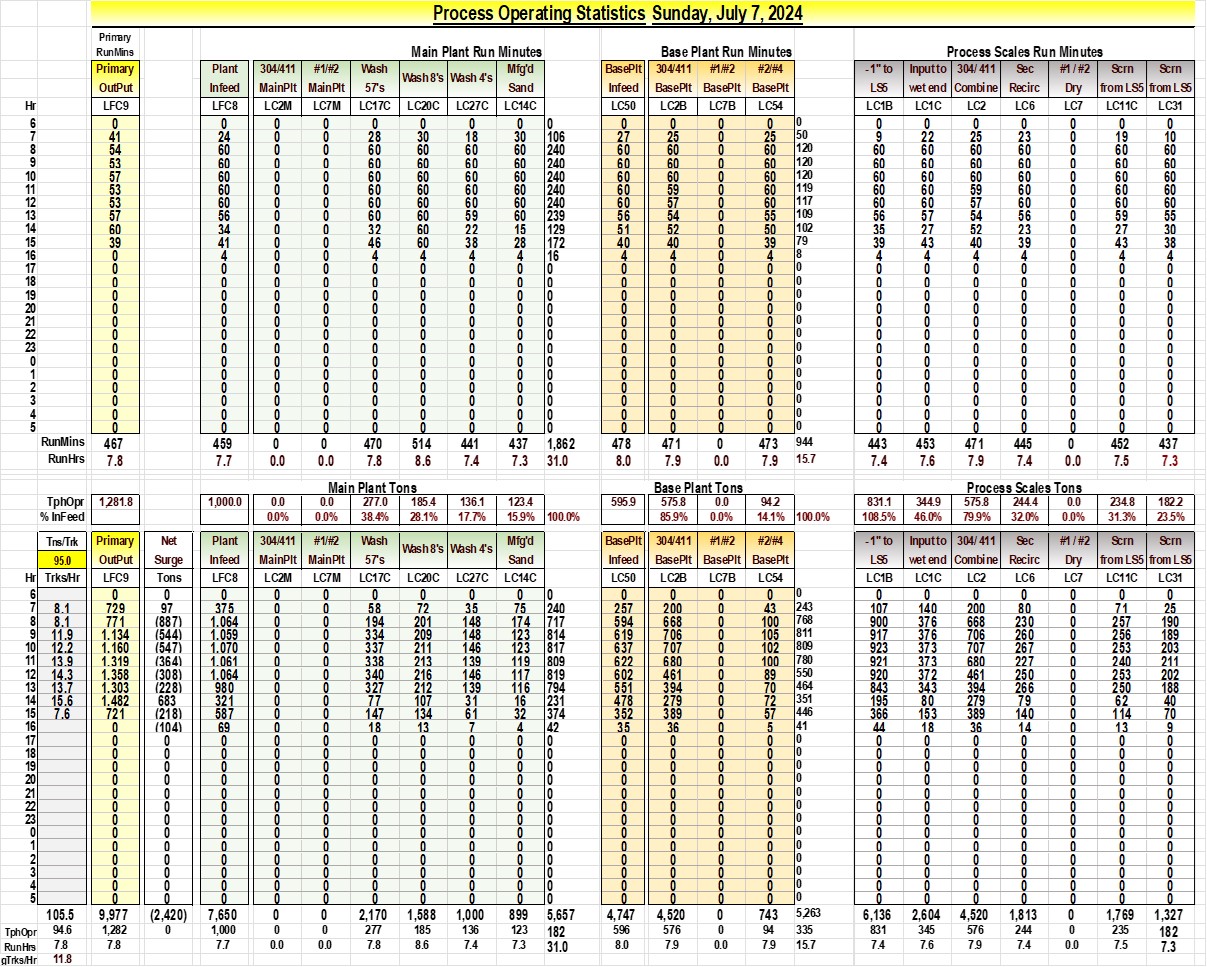 Process Operating Statistics Sunday, July 7, 2024
Primary
RunMins Main Plant Run Minutes Base Plant Run Minutes Process Scales Run Minutes
Primary Plant 304/411 #1/#2 Wash Wash 8's Wash 4's Mfg'd BasePlt 304/411 #1/#2 #2/#4 -1" to Input to 304/ 411 Sec #1 / #2 Scrn Scrn
OutPut Infeed MainPlt MainPlt 57's Sand Infeed BasePlt BasePlt BasePlt LS5 wet end Combine Recirc Dry from LS5 from LS5
Hr LFC9 LFC8 LC2M LC7M LC17C LC20C LC27C LC14C LC50 LC2B LC7B LC54 LC1B LC1C LC2 LC6 LC7 LC11C LC31
6 0 0 0 0 0 0 0 0 0 0 0 0 0 0 0 0 0 0 0 0 0
7 41 24 0 0 28 30 18 30 106 27 25 0 25 50 9 22 25 23 0 19 10
8 54 60 0 0 60 60 60 60 240 60 60 0 60 120 60 60 60 60 0 60 60
9 53 60 0 0 60 60 60 60 240 60 60 0 60 120 60 60 60 60 0 60 60
10 57 60 0 0 60 60 60 60 240 60 60 0 60 120 60 60 60 60 0 60 60
11 53 60 0 0 60 60 60 60 240 60 59 0 60 119 60 60 59 60 0 60 60
12 53 60 0 0 60 60 60 60 240 60 57 0 60 117 60 60 57 60 0 60 60
13 57 56 0 0 60 60 59 60 239 56 54 0 55 109 56 57 54 56 0 59 55
14 60 34 0 0 32 60 22 15 129 51 52 0 50 102 35 27 52 23 0 27 30
15 39 41 0 0 46 60 38 28 172 40 40 0 39 79 39 43 40 39 0 43 38
16 0 4 0 0 4 4 4 4 16 4 4 0 4 8 4 4 4 4 0 4 4
17 0 0 0 0 0 0 0 0 0 0 0 0 0 0 0 0 0 0 0 0 0
18 0 0 0 0 0 0 0 0 0 0 0 0 0 0 0 0 0 0 0 0 0
19 0 0 0 0 0 0 0 0 0 0 0 0 0 0 0 0 0 0 0 0 0
20 0 0 0 0 0 0 0 0 0 0 0 0 0 0 0 0 0 0 0 0 0
21 0 0 0 0 0 0 0 0 0 0 0 0 0 0 0 0 0 0 0 0 0
22 0 0 0 0 0 0 0 0 0 0 0 0 0 0 0 0 0 0 0 0 0
23 0 0 0 0 0 0 0 0 0 0 0 0 0 0 0 0 0 0 0 0 0
0 0 0 0 0 0 0 0 0 0 0 0 0 0 0 0 0 0 0 0 0 0
1 0 0 0 0 0 0 0 0 0 0 0 0 0 0 0 0 0 0 0 0 0
2 0 0 0 0 0 0 0 0 0 0 0 0 0 0 0 0 0 0 0 0 0
3 0 0 0 0 0 0 0 0 0 0 0 0 0 0 0 0 0 0 0 0 0
4 0 0 0 0 0 0 0 0 0 0 0 0 0 0 0 0 0 0 0 0 0
5 0 0 0 0 0 0 0 0 0 0 0 0 0 0 0 0 0 0 0 0 0
RunMins 467 459 0 0 470 514 441 437 1,862 478 471 0 473 944 443 453 471 445 0 452 437
RunHrs 7.8 7.7 0.0 0.0 7.8 8.6 7.4 7.3 31.0 8.0 7.9 0.0 7.9 15.7 7.4 7.6 7.9 7.4 0.0 7.5 7.3
Main Plant Tons Base Plant Tons Process Scales Tons
TphOpr 1,281.8 1,000.0 0.0 0.0 277.0 185.4 136.1 123.4 595.9 575.8 0.0 94.2 831.1 344.9 575.8 244.4 0.0 234.8 182.2
% InFeed 0.0% 0.0% 38.4% 28.1% 17.7% 15.9% 100.0% 85.9% 0.0% 14.1% 100.0% 108.5% 46.0% 79.9% 32.0% 0.0% 31.3% 23.5%
Tns/Trk Primary Net Plant 304/411 #1/#2 Wash Wash 8's Wash 4's Mfg'd BasePlt 304/411 #1/#2 #2/#4 -1" to Input to 304/ 411 Sec #1 / #2 Scrn Scrn
95.0 OutPut Surge Infeed MainPlt MainPlt 57's Sand Infeed BasePlt BasePlt BasePlt LS5 wet end Combine Recirc Dry from LS5 from LS5
Hr Trks/Hr LFC9 Tons LFC8 LC2M LC7M LC17C LC20C LC27C LC14C LC50 LC2B LC7B LC54 LC1B LC1C LC2 LC6 LC7 LC11C LC31
6 0 0 0 0 0 0 0 0 0 0 0 0 0 0 0 0 0 0 0 0 0 0
7 8.1 729 97 375 0 0 58 72 35 75 240 257 200 0 43 243 107 140 200 80 0 71 25
8 8.1 771 (887) 1,064 0 0 194 201 148 174 717 594 668 0 100 768 900 376 668 230 0 257 190
9 11.9 1,134 (544) 1,059 0 0 334 209 148 123 814 619 706 0 105 811 917 376 706 260 0 256 189
10 12.2 1,160 (547) 1,070 0 0 337 211 146 123 817 637 707 0 102 809 923 373 707 267 0 253 203
11 13.9 1,319 (364) 1,061 0 0 338 213 139 119 809 622 680 0 100 780 921 373 680 227 0 240 211
12 14.3 1,358 (308) 1,064 0 0 340 216 146 117 819 602 461 0 89 550 920 372 461 250 0 253 202
13 13.7 1,303 (228) 980 0 0 327 212 139 116 794 551 394 0 70 464 843 343 394 266 0 250 188
14 15.6 1,482 683 321 0 0 77 107 31 16 231 478 279 0 72 351 195 80 279 79 0 62 40
15 7.6 721 (218) 587 0 0 147 134 61 32 374 352 389 0 57 446 366 153 389 140 0 114 70
16 0 (104) 69 0 0 18 13 7 4 42 35 36 0 5 41 44 18 36 14 0 13 9
17 0 0 0 0 0 0 0 0 0 0 0 0 0 0 0 0 0 0 0 0 0 0
18 0 0 0 0 0 0 0 0 0 0 0 0 0 0 0 0 0 0 0 0 0 0
19 0 0 0 0 0 0 0 0 0 0 0 0 0 0 0 0 0 0 0 0 0 0
20 0 0 0 0 0 0 0 0 0 0 0 0 0 0 0 0 0 0 0 0 0 0
21 0 0 0 0 0 0 0 0 0 0 0 0 0 0 0 0 0 0 0 0 0 0
22 0 0 0 0 0 0 0 0 0 0 0 0 0 0 0 0 0 0 0 0 0 0
23 0 0 0 0 0 0 0 0 0 0 0 0 0 0 0 0 0 0 0 0 0 0
0 0 0 0 0 0 0 0 0 0 0 0 0 0 0 0 0 0 0 0 0 0 0
1 0 0 0 0 0 0 0 0 0 0 0 0 0 0 0 0 0 0 0 0 0 0
2 0 0 0 0 0 0 0 0 0 0 0 0 0 0 0 0 0 0 0 0 0 0
3 0 0 0 0 0 0 0 0 0 0 0 0 0 0 0 0 0 0 0 0 0 0
4 0 0 0 0 0 0 0 0 0 0 0 0 0 0 0 0 0 0 0 0 0 0
5 0 0 0 0 0 0 0 0 0 0 0 0 0 0 0 0 0 0 0 0 0 0
105.5 9,977 (2,420) 7,650 0 0 2,170 1,588 1,000 899 5,657 4,747 4,520 0 743 5,263 6,136 2,604 4,520 1,813 0 1,769 1,327
TphOpr 94.6 1,282 0 1,000 0 0 277 185 136 123 182 596 576 0 94 335 831 345 576 244 0 235 182
RunHrs 7.8 7.8 7.7 0.0 0.0 7.8 8.6 7.4 7.3 31.0 8.0 7.9 0.0 7.9 15.7 7.4 7.6 7.9 7.4 0.0 7.5 7.3
gTrks/Hr 11.8